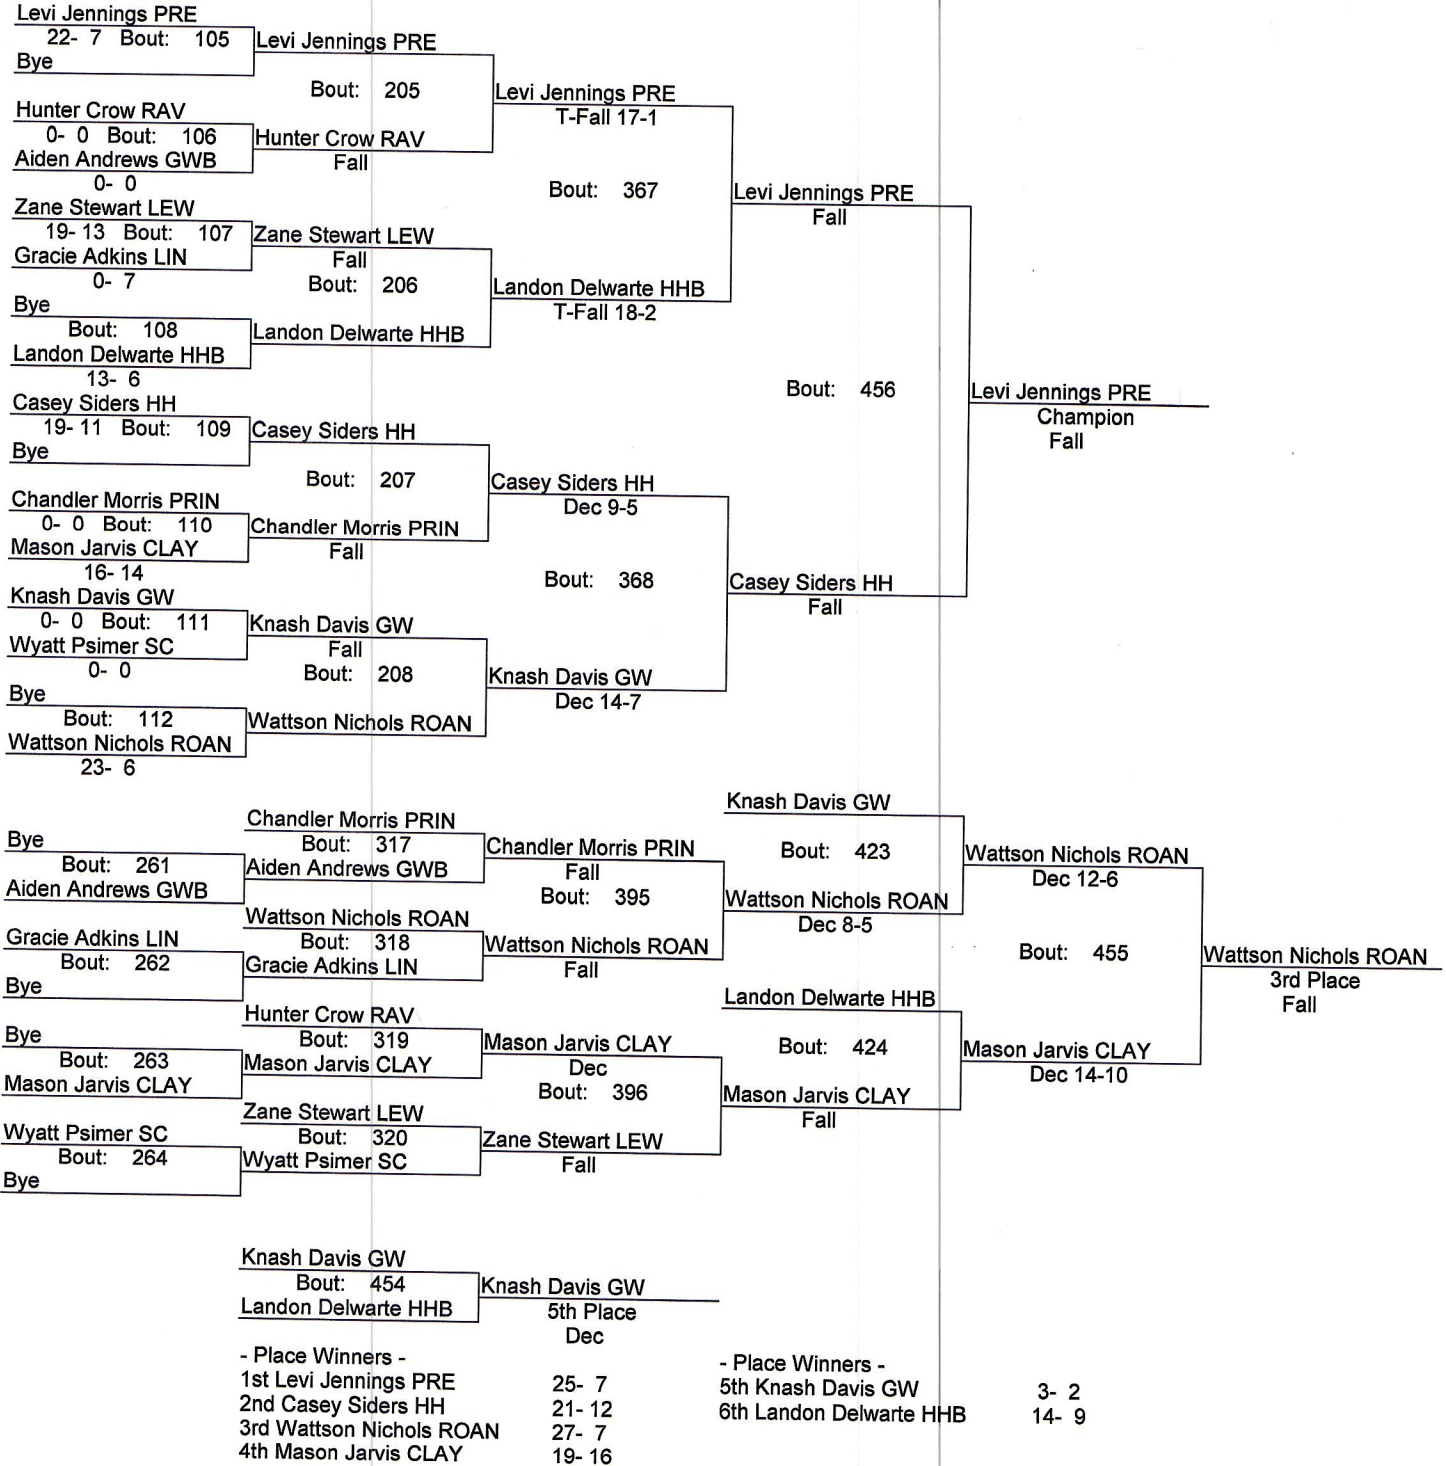 Levi Jennings PRE
22- 7 Bout: 105
Bye
Levi Jennings PRE
Bout: 205
Hunter Crow RAV
0- 0 Bout: 106
Aiden Andrews GWB
0- 0
Hunter Crow RAV
Fall
Levi Jennings PRE
T-Fall 17-1
Bout: 367
Zane Stewart LEW
19- 13 Bout: 107
Gracie Adkins LIN
0- 7
Zane Stewart LEW
Fall
Bout: 206
Bye
Bout: 108
Landon Delwarte HHB
13- 6
Landon Delwarte HHB
Landon Delwarte HHB
T-Fall 18-2
Levi Jennings PRE
Fall
Bout: 456
Levi Jennings PRE
Champion
Fall
Casey Siders HH
19- 11 Bout: 109
Bye
Casey Siders HH
Bout: 207
Chandler Morris PRIN
0- 0 Bout: 110
Mason Jarvis CLAY
16- 14
Chandler Morris PRIN
Fall
Casey Siders HH
Dec 9-5
Bout: 368
Casey Siders HH
Fall
Knash Davis GW
0- 0 Bout: 111
Wyatt Psimer SC
0- 0
Knash Davis GW
Fall
Bout: 208
Bye
Bout: 112
Wattson Nichols ROAN
23- 6
Wattson Nichols ROAN
Knash Davis GW
Dec 14-7
Bye
Bout: 261
Aiden Andrews GWB
Chandler Morris PRIN
Bout: 317
Aiden Andrews GWB
Chandler Morris PRIN
Fall
Bout: 395
Gracie Adkins LIN
Bout: 262
Bye
Wattson Nichols ROAN
Bout: 318
Gracie Adkins LIN
Wattson Nichols ROAN
Fall
Knash Davis GW
Bout: 423
Wattson Nichols ROAN
Dec 8-5
Wattson Nichols ROAN
Dec 12-6
Bout: 455
Wattson Nichols ROAN
3rd Place
Fall
Bye
Bout: 263
Mason Jarvis CLAY
Hunter Crow RAV
Bout: 319
Mason Jarvis CLAY
Mason Jarvis CLAY
Dec
Bout: 396
Wyatt Psimer SC
Bout: 264
Bye
Zane Stewart LEW
Bout: 320
Wyatt Psimer SC
Zane Stewart LEW
Fall
Landon Delwarte HHB
Bout: 424
Mason Jarvis CLAY
Fall
Mason Jarvis CLAY
Dec 14-10
Knash Davis GW
Bout: 454
Landon Delwarte HHB
Knash Davis GW
5th Place
Dec
- Place Winners -
1st Levi Jennings PRE 25- 7
2nd Casey Siders HH 21- 12
3rd Wattson Nichols ROAN 27- 7
4th Mason Jarvis CLAY 19- 16
- Place Winners -
5th Knash Davis GW 3- 2
6th Landon Delwarte HHB 14- 9